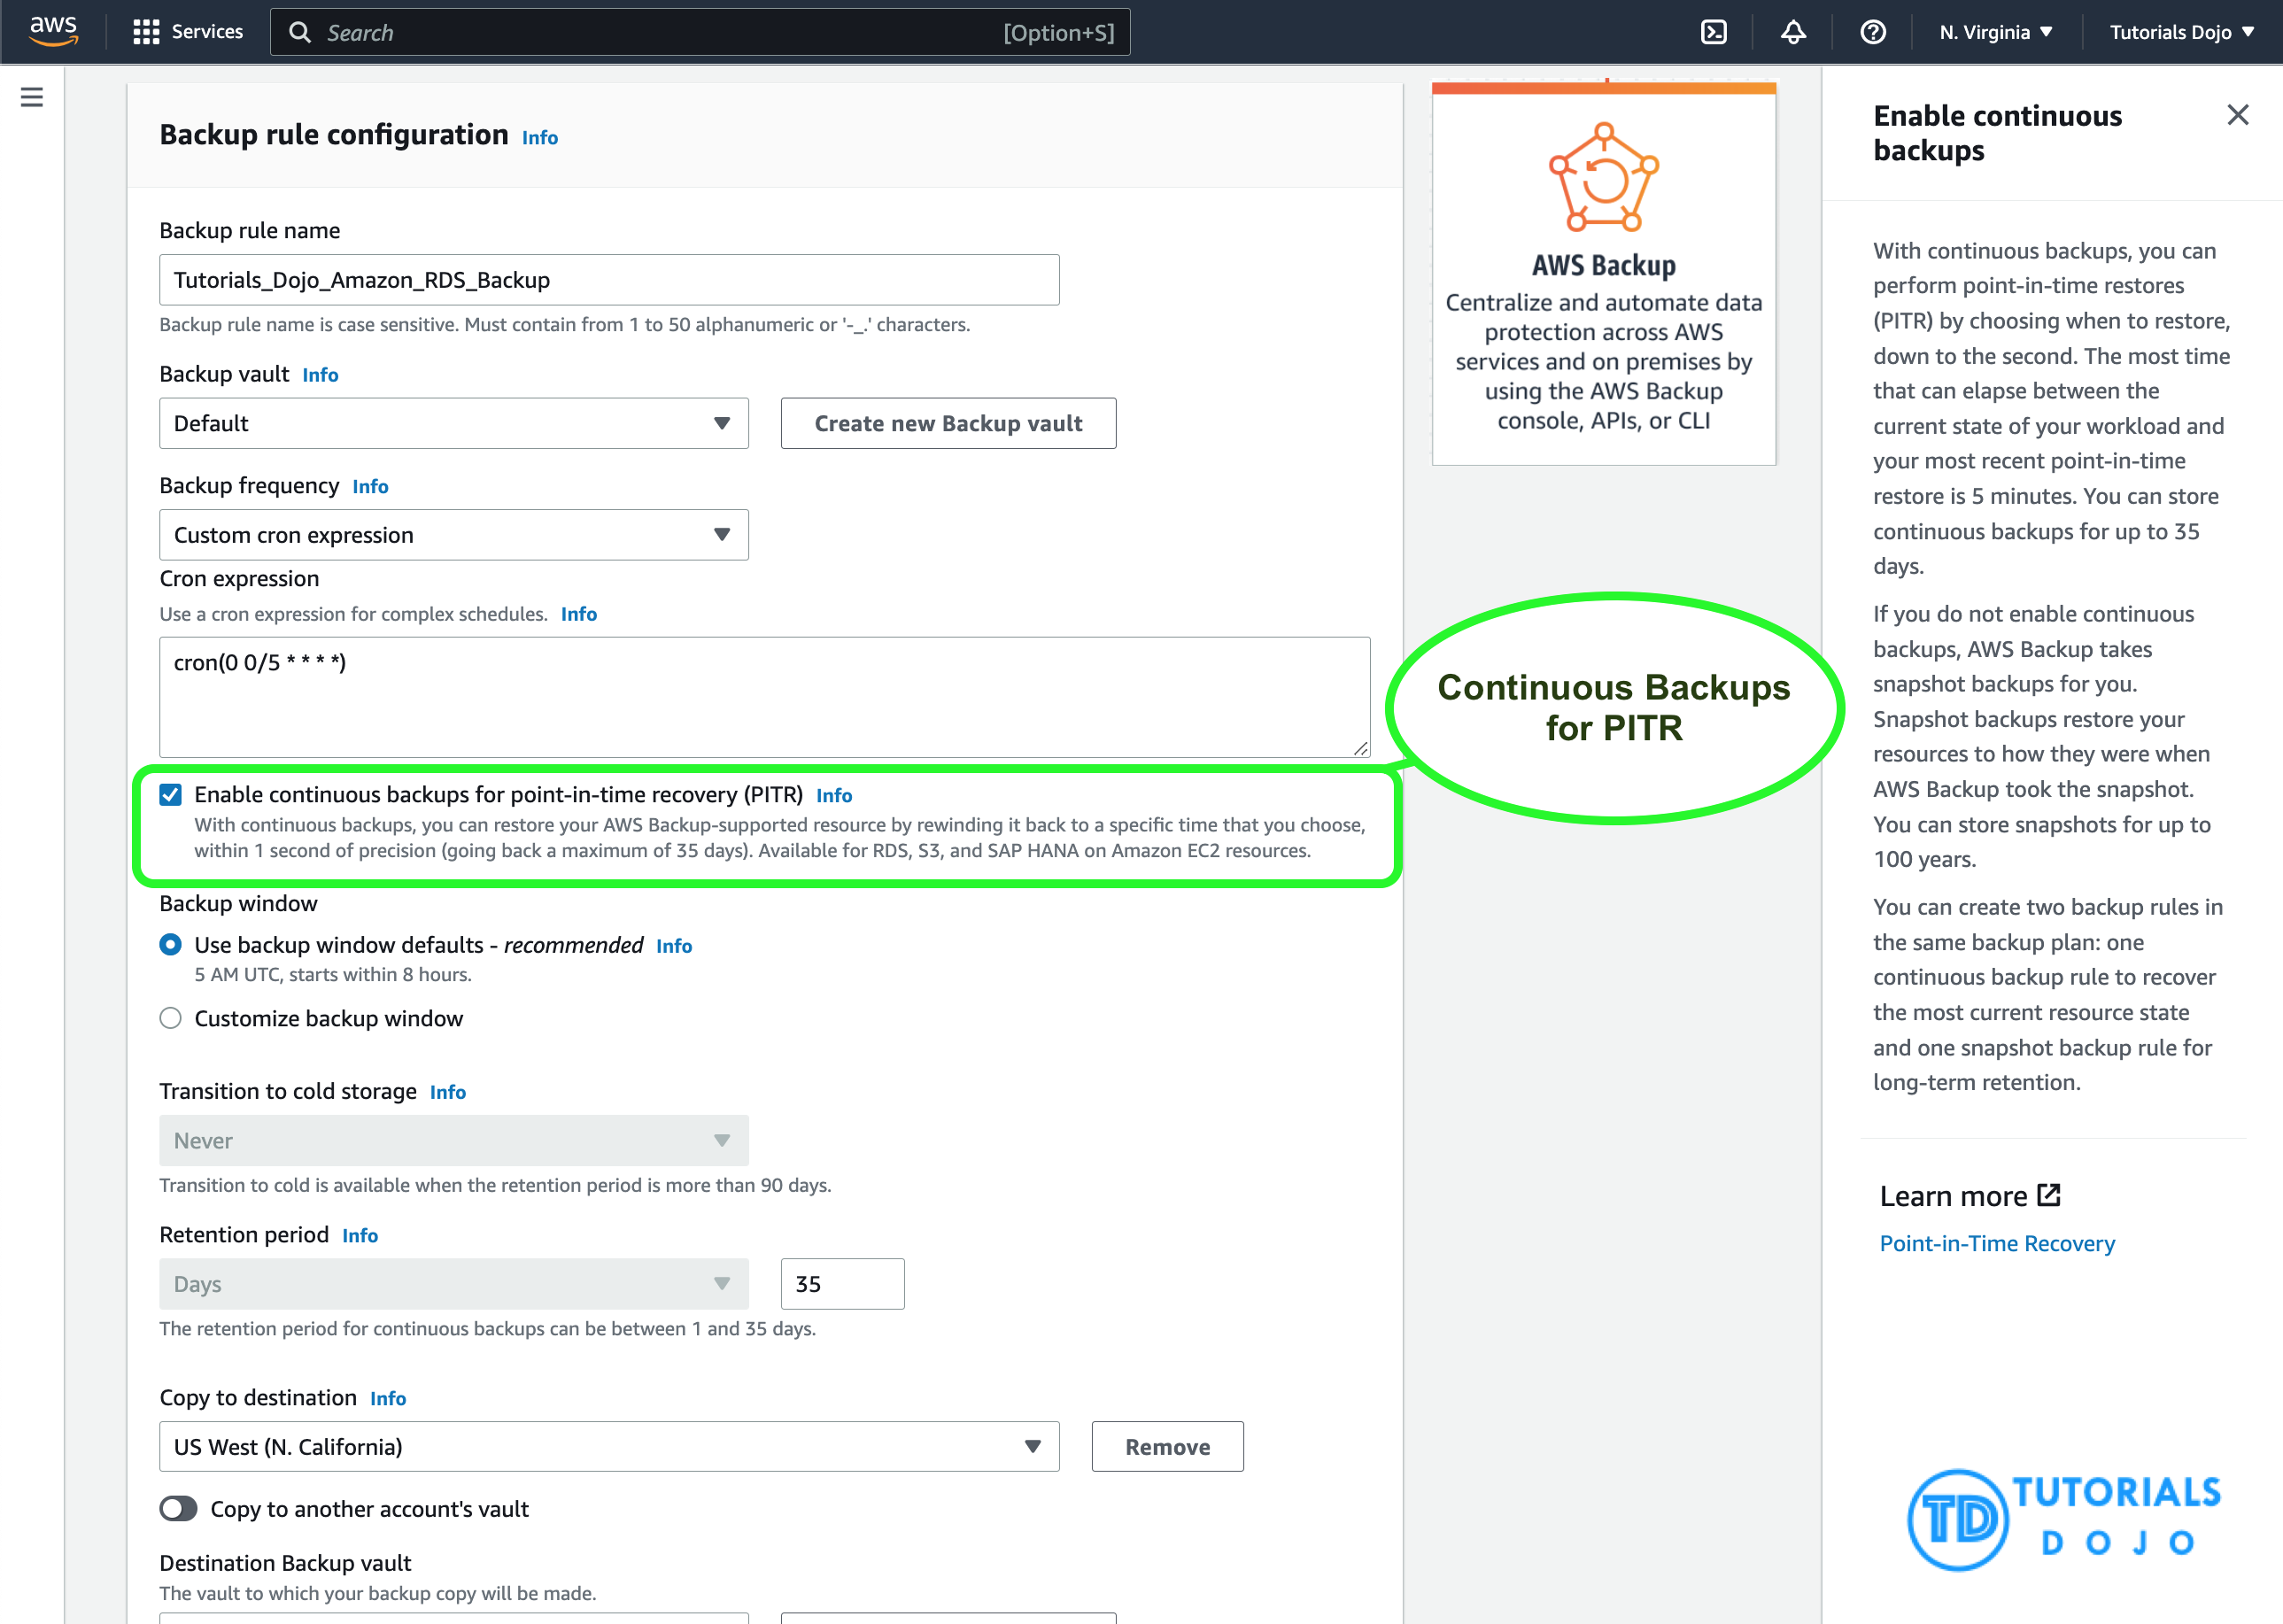 aws
Services
Search
[Option+S]
N. Virginia
Tutorials Dojo
Backup rule configuration Info
Backup rule name
Tutorials_Dojo_Amazon_RDS_Backup
Backup rule name is case sensitive. Must contain from 1 to 50 alphanumeric or '-_.' characters.
Backup vault Info
Default
Create new Backup vault
Backup frequency Info
Custom cron expression
Cron expression
Use a cron expression for complex schedules. Info
cron(0 0/5 * * * *)
Enable continuous backups for point-in-time recovery (PITR) Info
With continuous backups, you can restore your AWS Backup-supported resource by rewinding it back to a specific time that you choose,
within 1 second of precision (going back a maximum of 35 days). Available for RDS, S3, and SAP HANA on Amazon EC2 resources.
Backup window
Use backup window defaults - recommended Info
5 AM UTC, starts within 8 hours.
Customize backup window
Transition to cold storage Info
Never
Transition to cold is available when the retention period is more than 90 days.
Retention period Info
Days
35
The retention period for continuous backups can be between 1 and 35 days.
Copy to destination Info
US West (N. California)
Remove
Copy to another account's vault
Destination Backup vault
The vault to which your backup copy will be made.
AWS Backup
Centralize and automate data
protection across AWS
services and on premises by
using the AWS Backup
console, APIs, or CLI
Continuous Backups
for PITR
Enable continuous
backups
With continuous backups, you can
perform point-in-time restores
(PITR) by choosing when to restore,
down to the second. The most time
that can elapse between the
current state of your workload and
your most recent point-in-time
restore is 5 minutes. You can store
continuous backups for up to 35
days.
If you do not enable continuous
backups, AWS Backup takes
snapshot backups for you.
Snapshot backups restore your
resources to how they were when
AWS Backup took the snapshot.
You can store snapshots for up to
100 years.
You can create two backup rules in
the same backup plan: one
continuous backup rule to recover
the most current resource state
and one snapshot backup rule for
long-term retention.
Learn more
Point-in-Time Recovery
TD
TUTORIALS
DOJO